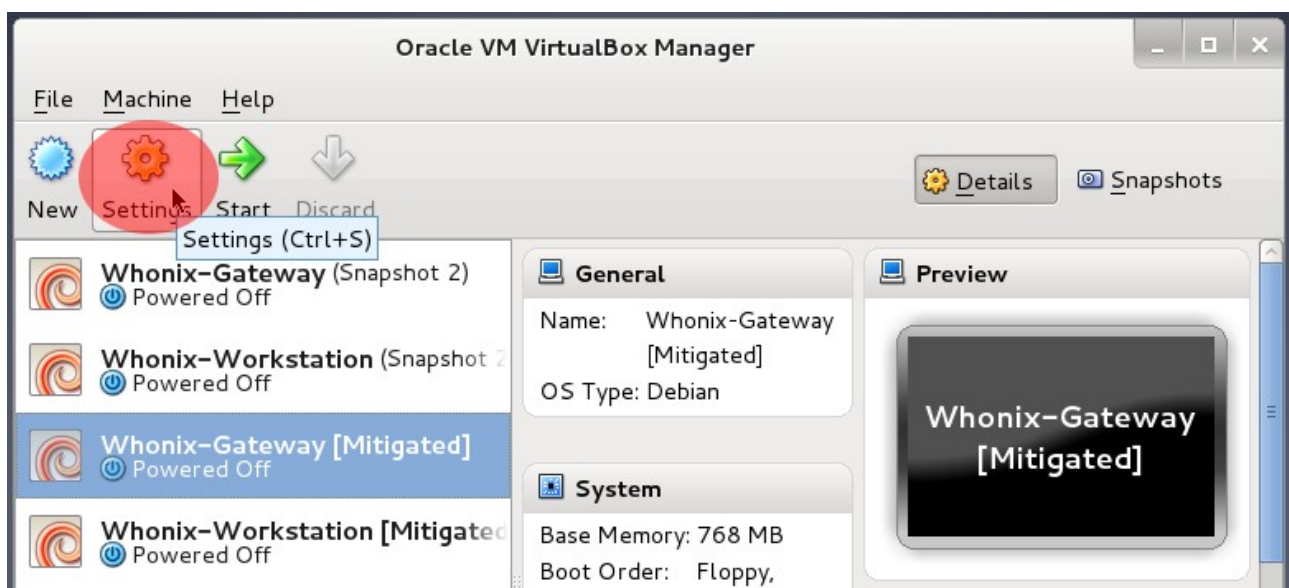 Oracle VM VirtualBox Manager
File Machine Help
New Settings Start Discard
Details Snapshots
Settings (Ctrl+S)
Whonix-Gateway (Snapshot 2)
Powered Off
Whonix-Workstation (Snapshot 2
Powered Off
Whonix-Gateway [Mitigated]
Powered Off
Whonix-Workstation [Mitigated
Powered Off
General
Name: Whonix-Gateway
[Mitigated]
OS Type: Debian
System
Base Memory: 768 MB
Boot Order: Floppy,
Preview
Whonix-Gateway
[Mitigated]